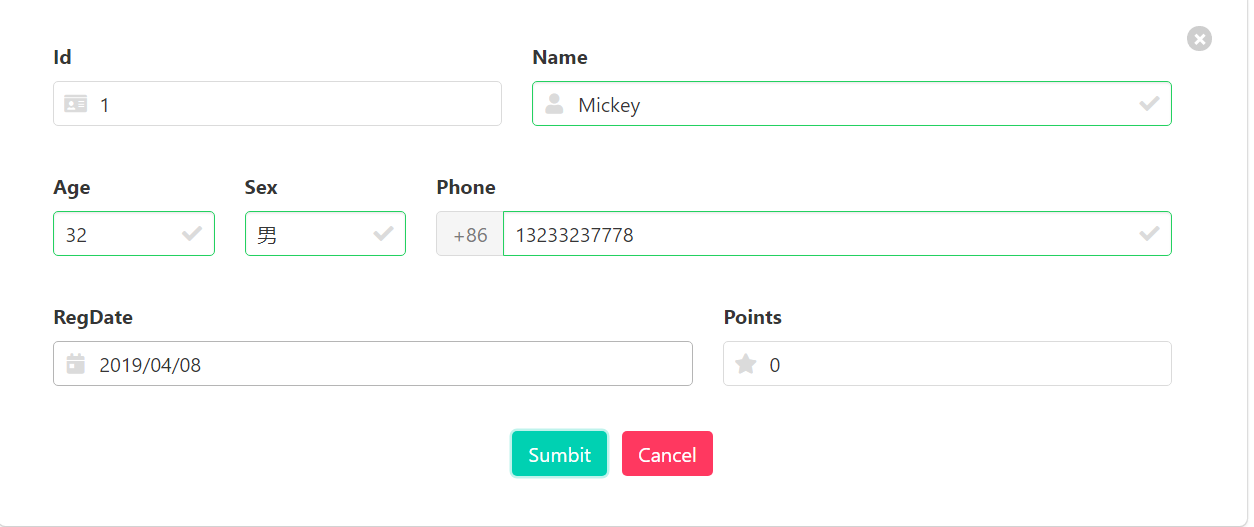 Id
Name
1
Mickey
Age
Sex
Phone
32
男
+86
13233237778
RegDate
Points
2019/04/08
0
Sumbit
Cancel